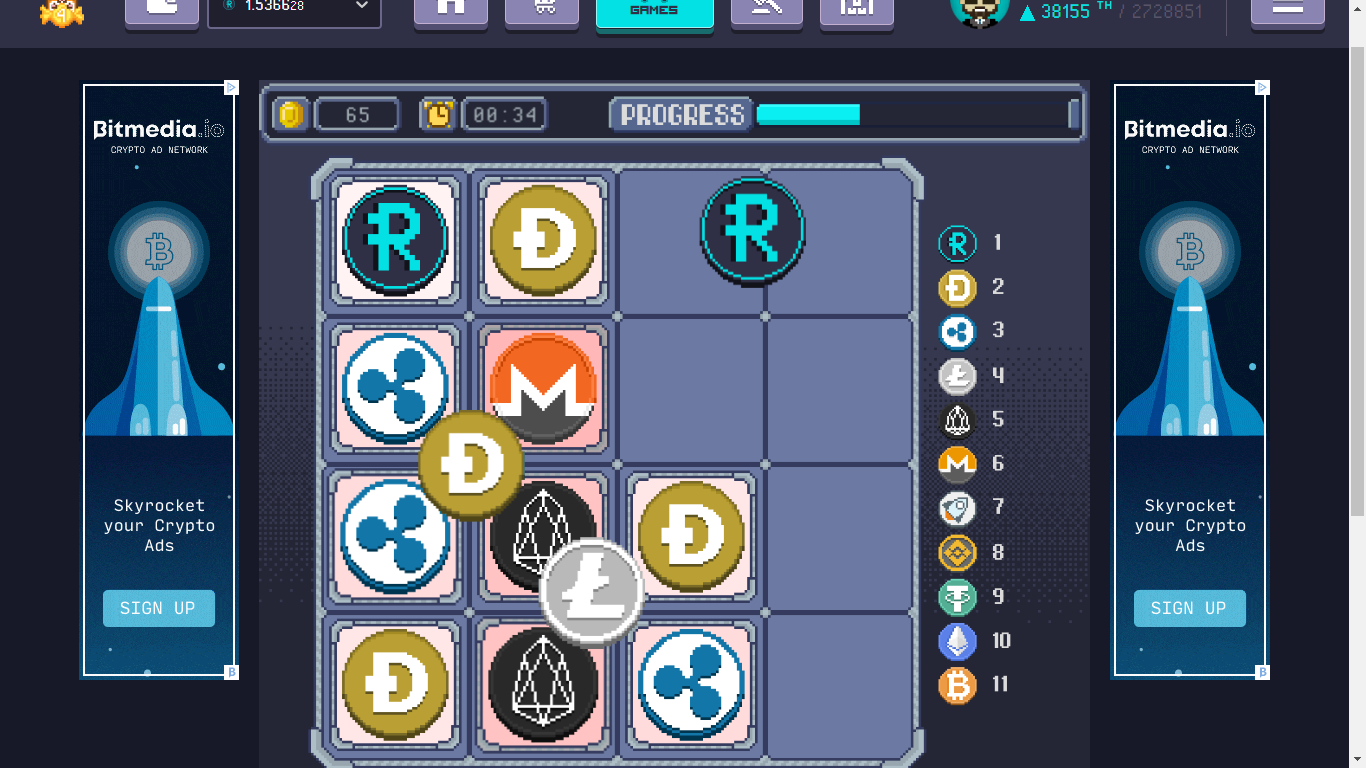 1.536628
GAMES
38155 TH / 2728851
65
00:34
PROGRESS
Bitmedia.io
CRYPTO AD NETWORK
Skyrocket
your Crypto
Ads
SIGN UP
1
2
3
4
5
6
7
8
9
10
11
Bitmedia.io
CRYPTO AD NETWORK
Skyrocket
your Crypto
Ads
SIGN UP